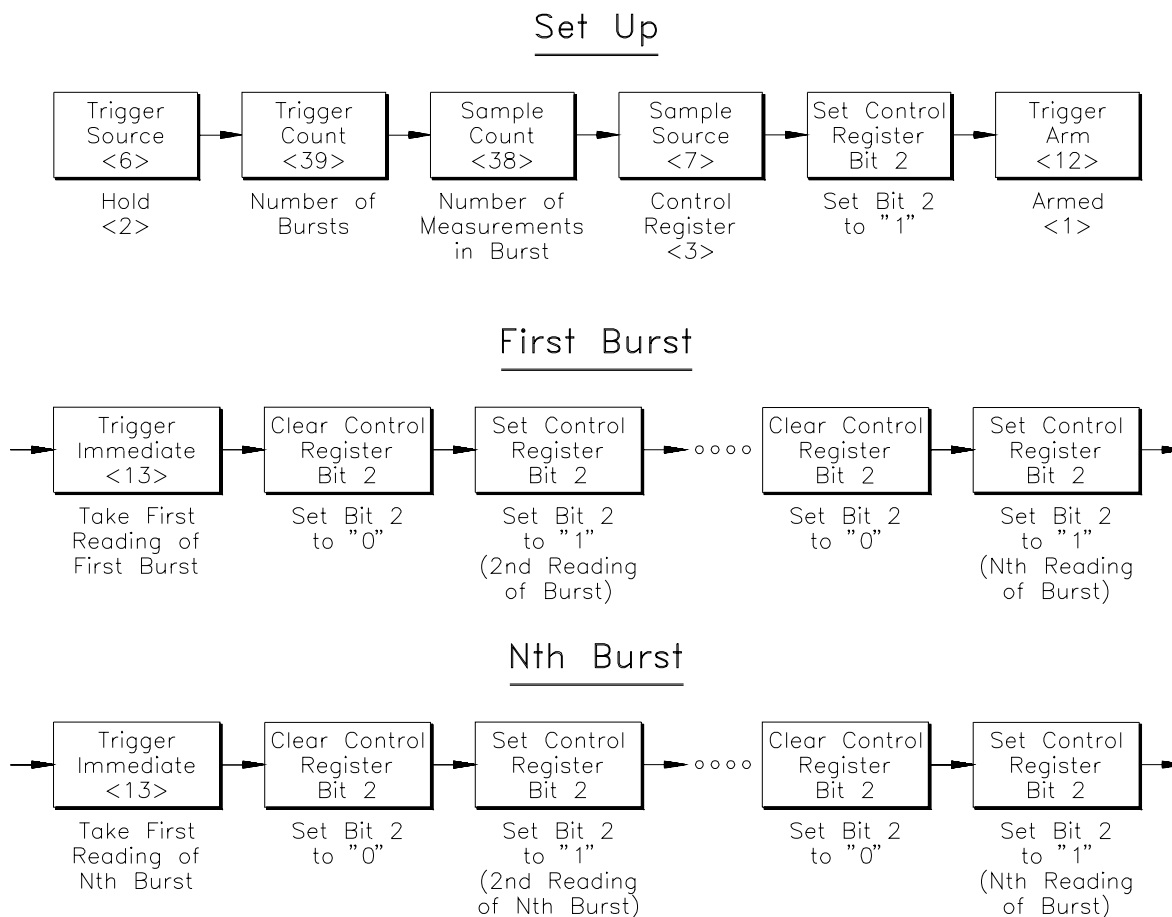 Set Up
Trigger
Source
<6>
Hold
<2>
Trigger
Count
<39>
Number of
Bursts
Sample
Count
<38>
Number of
Measurements
in Burst
Sample
Source
<7>
Control
Register
<3>
Set Control
Register
Bit 2
Set Bit 2
to "1"
Trigger
Arm
<12>
Armed
<1>
First Burst
Trigger
Immediate
<13>
Take First
Reading of
First Burst
Clear Control
Register
Bit 2
Set Bit 2
to "0"
Set Control
Register
Bit 2
Set Bit 2
to "1"
(2nd Reading
of Burst)
Clear Control
Register
Bit 2
Set Bit 2
to "0"
Set Control
Register
Bit 2
Set Bit 2
to "1"
(Nth Reading
of Burst)
Nth Burst
Trigger
Immediate
<13>
Take First
Reading of
Nth Burst
Clear Control
Register
Bit 2
Set Bit 2
to "0"
Set Control
Register
Bit 2
Set Bit 2
to "1"
(2nd Reading
of Nth Burst)
Clear Control
Register
Bit 2
Set Bit 2
to "0"
Set Control
Register
Bit 2
Set Bit 2
to "1"
(Nth Reading
of Burst)